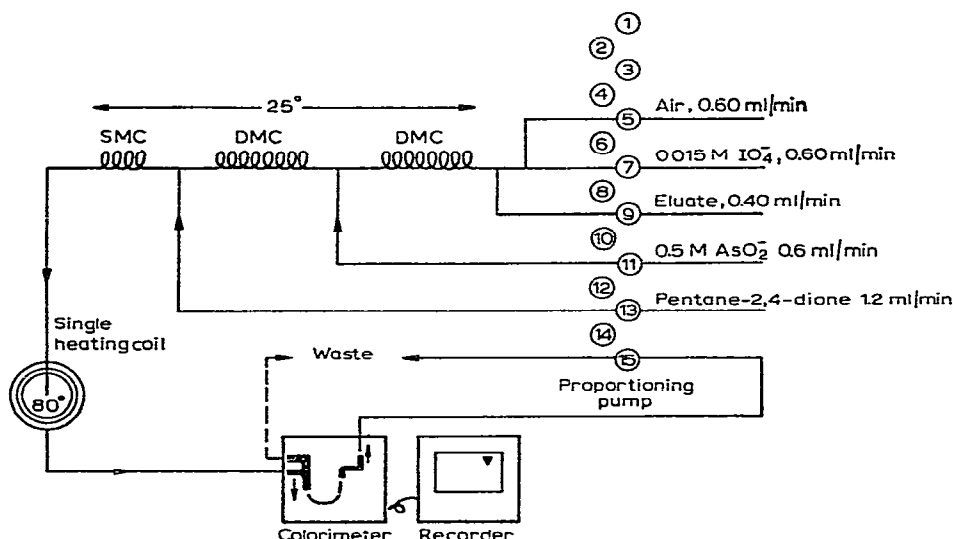 ①
②
③
25°
④
Air, 0.60 ml/min
⑤
SMC DMC DMC
⑥
0015 M IO₄⁻, 0.60 ml/min
⑦
⑧
Eluate, 0.40 ml/min
⑨
⑩
0.5 M AsO₂⁻ 0.6 ml/min
⑪
⑫
Pentane-2,4-dione 1.2 ml/min
⑬
Single
heating coil
⑭
Waste
⑮
Proportioning
pump
80°
Colorimeter Recorder